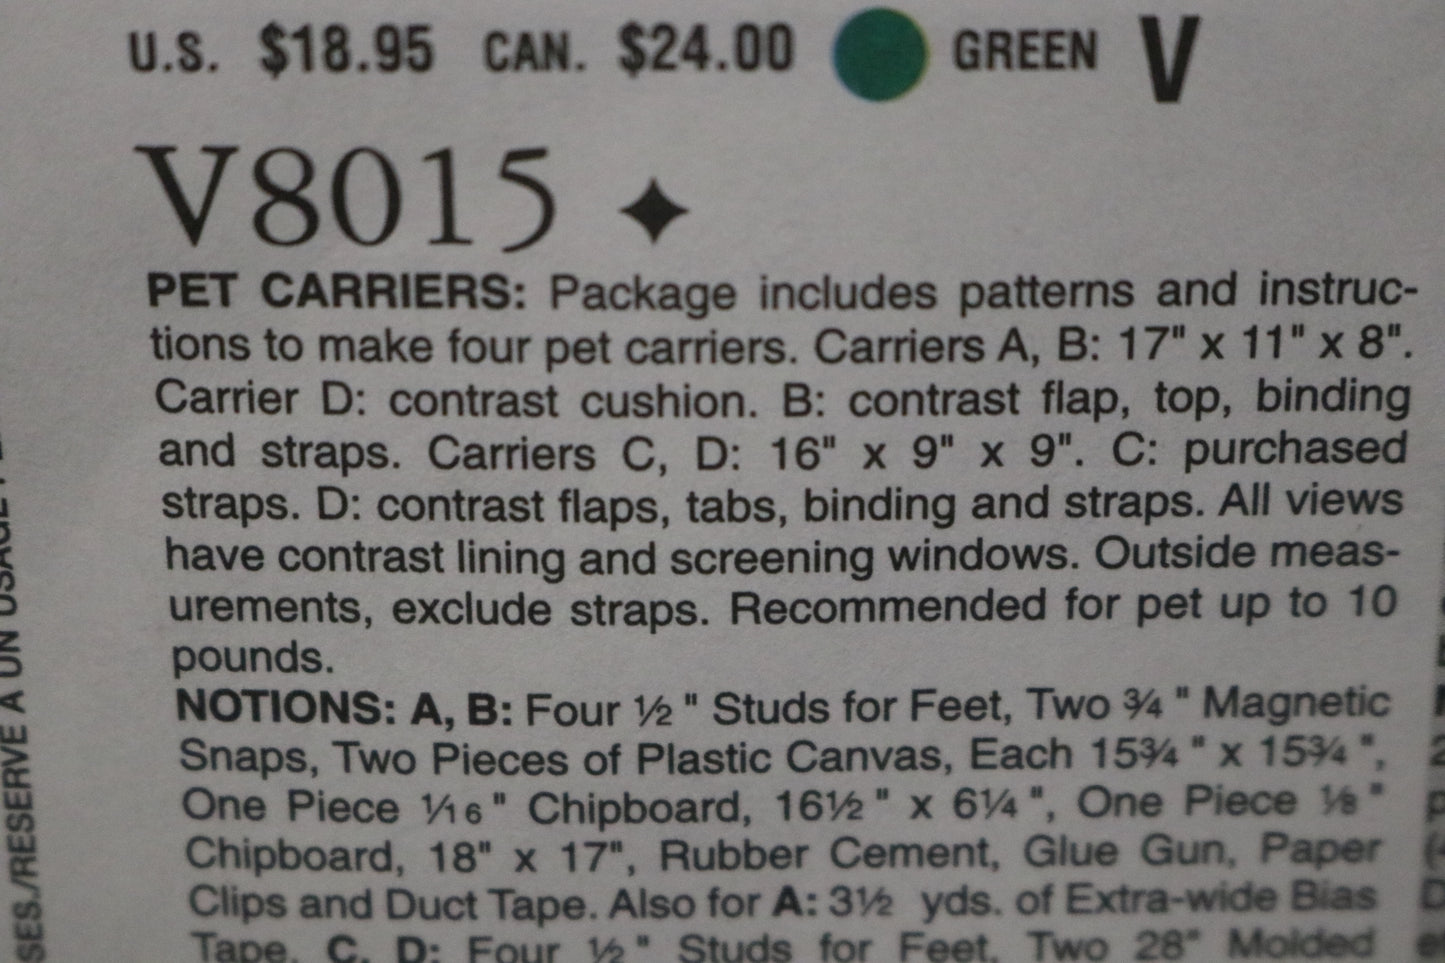 U.S. $18.95 CAN. $24.00 GREEN V
V8015
PET CARRIERS: Package includes patterns and instruc-
tions to make four pet carriers. Carriers A, B: 17" x 11" x 8".
Carrier D: contrast cushion. B: contrast flap, top, binding
and straps. Carriers C, D: 16" x 9" x 9". C: purchased
straps. D: contrast flaps, tabs, binding and straps. All views
have contrast lining and screening windows. Outside meas-
urements, exclude straps. Recommended for pet up to 10
pounds.
NOTIONS: A, B: Four ½ " Studs for Feet, Two ¾ " Magnetic
Snaps, Two Pieces of Plastic Canvas, Each 15¾ " x 15¾ ",
One Piece 1/16" Chipboard, 16½ " x 6¼ ", One Piece ⅛ "
Chipboard, 18" x 17", Rubber Cement, Glue Gun, Paper
Clips and Duct Tape. Also for A: 3½ yds. of Extra-wide Bias
Tape. C, D: Four ½ " Studs for Feet, Two 28" Molded
SES./RESERVE A UN USAGE